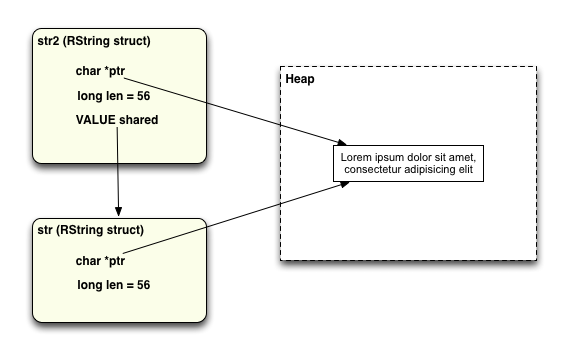 str2 (RString struct)
char *ptr
long len = 56
VALUE shared
Heap
Lorem ipsum dolor sit amet,
consectetur adipisicing elit
str (RString struct)
char *ptr
long len = 56